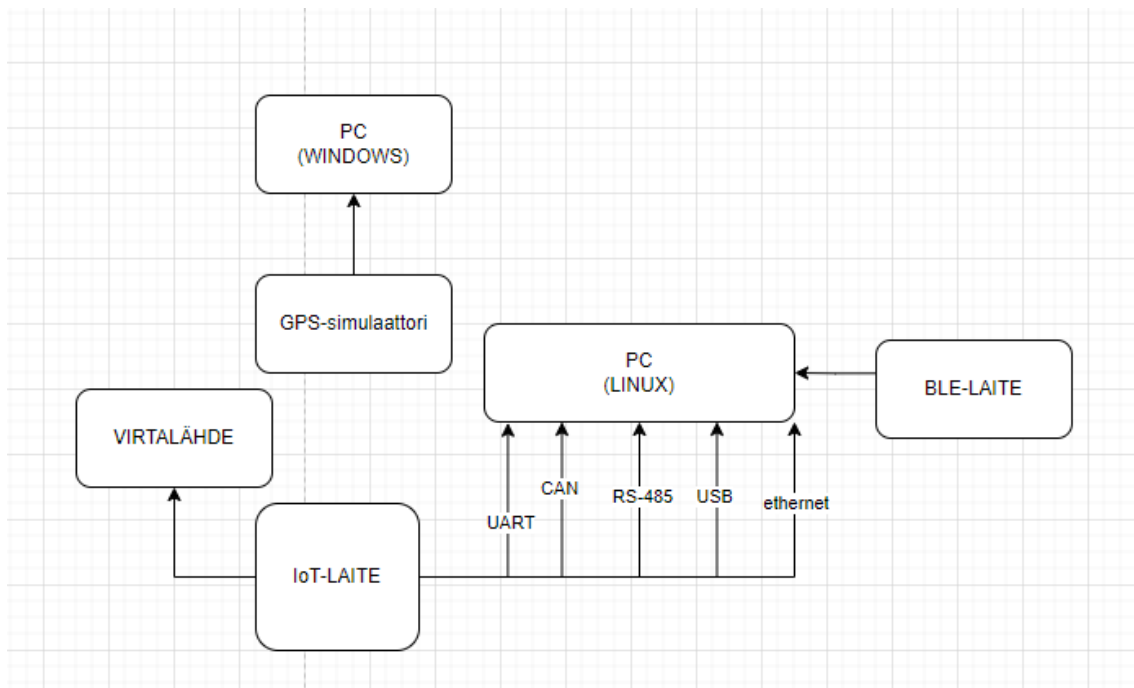 PC
(WINDOWS)
GPS-simulaattori
PC
(LINUX)
BLE-LAITE
VIRTALÄHDE
UART
CAN
RS-485
USB
ethernet
IoT-LAITE